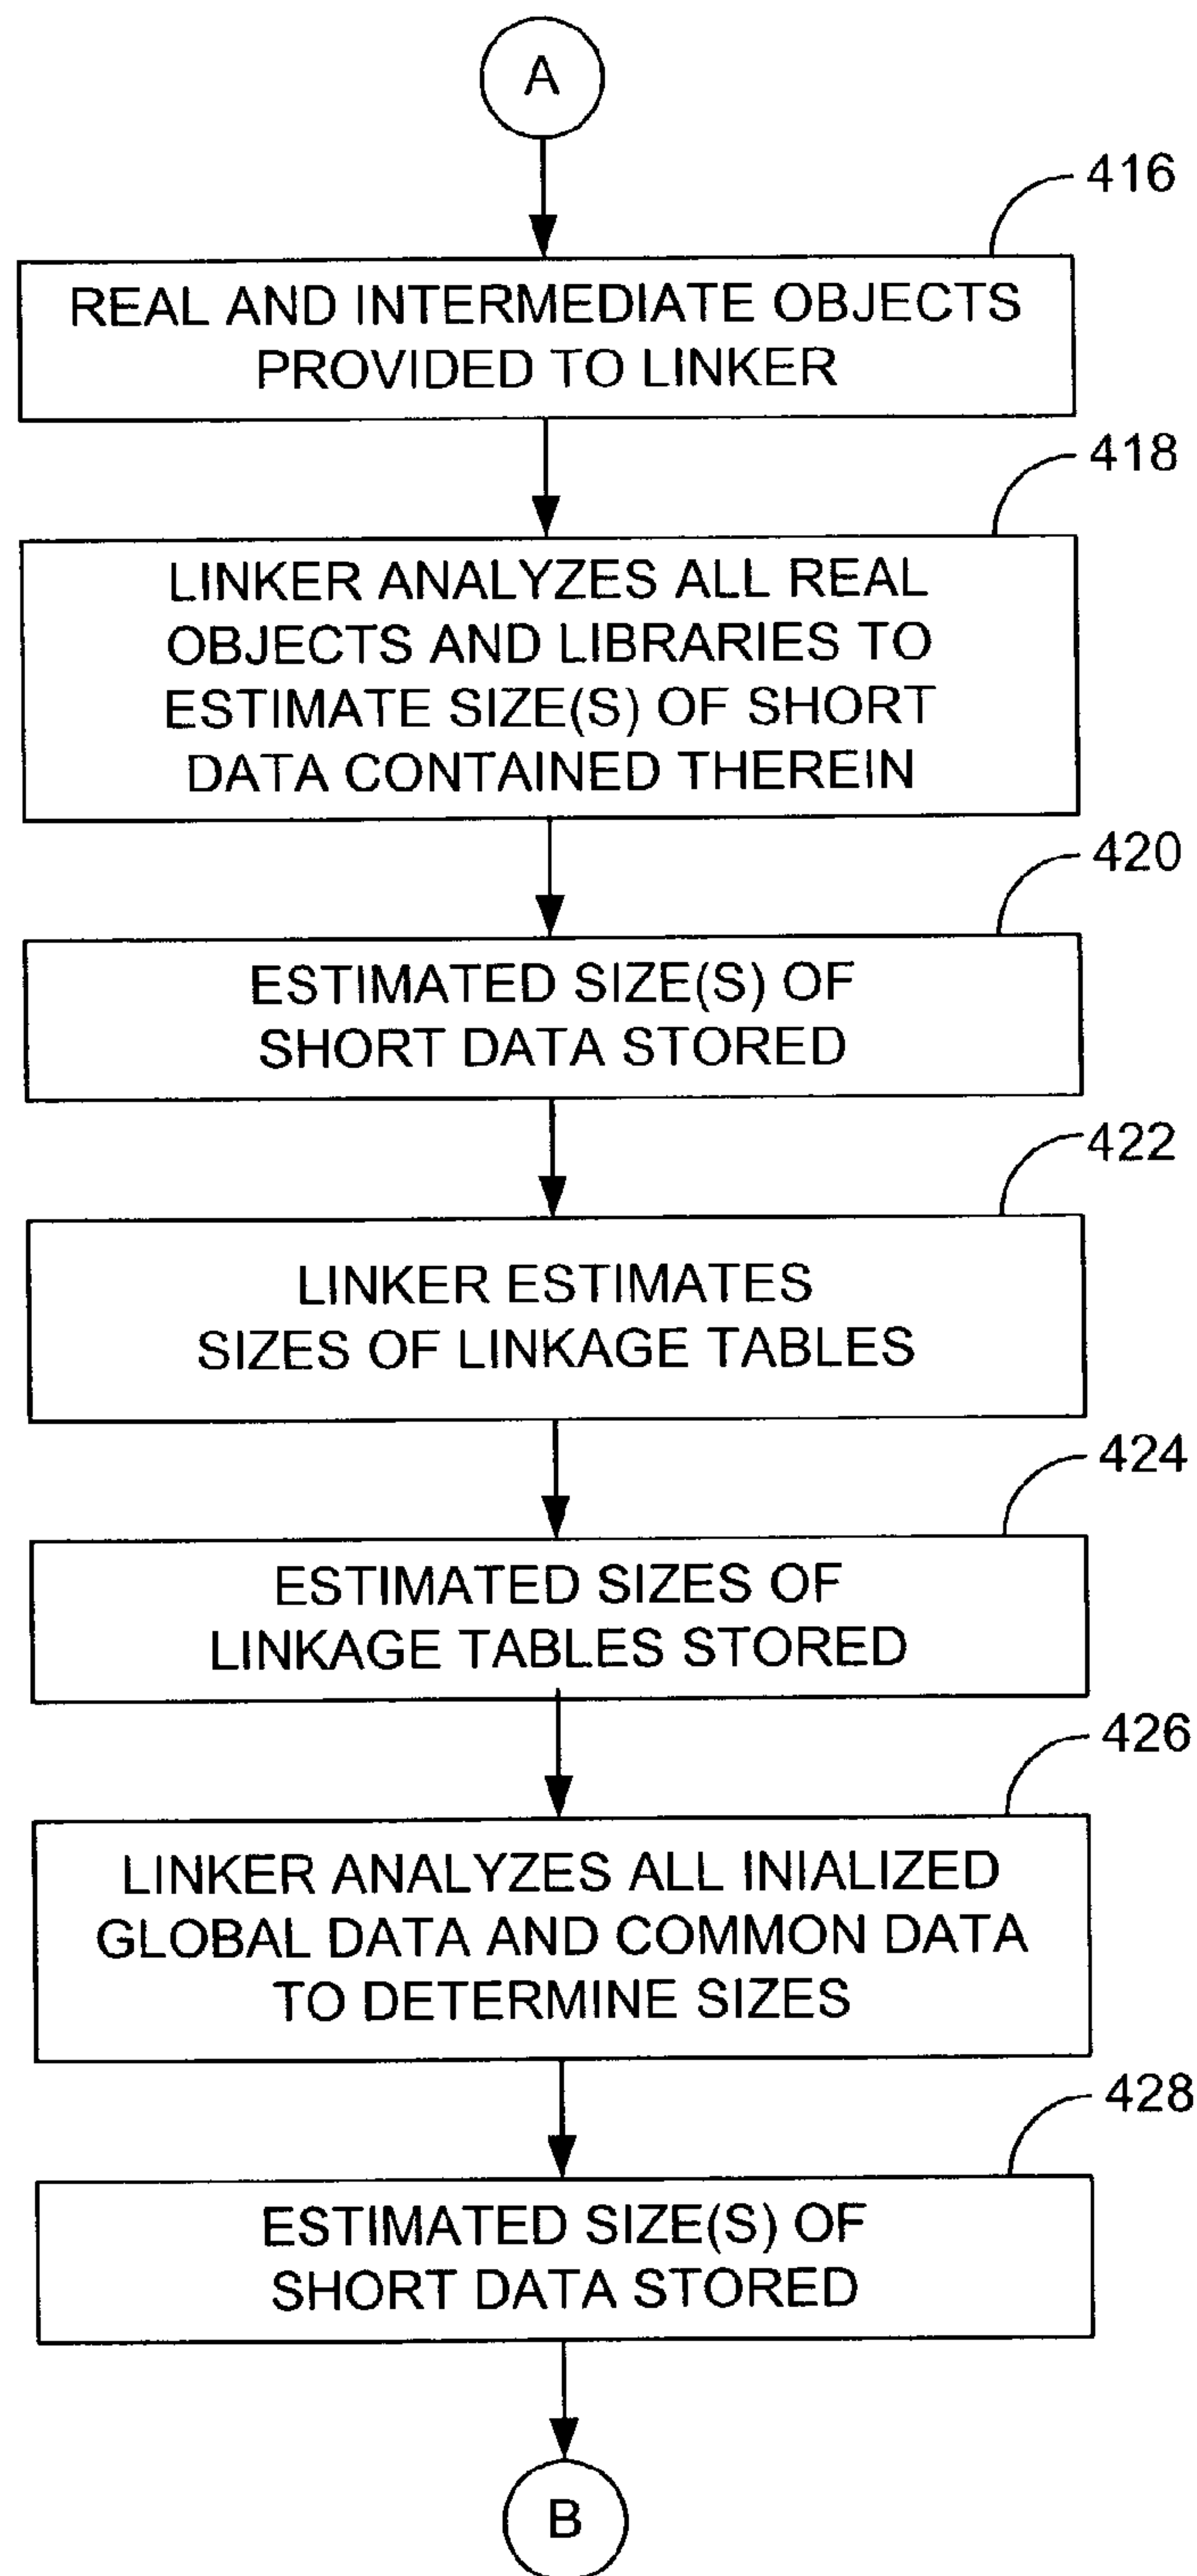 A
416
REAL AND INTERMEDIATE OBJECTS
PROVIDED TO LINKER
418
LINKER ANALYZES ALL REAL
OBJECTS AND LIBRARIES TO
ESTIMATE SIZE(S) OF SHORT
DATA CONTAINED THEREIN
420
ESTIMATED SIZE(S) OF
SHORT DATA STORED
422
LINKER ESTIMATES
SIZES OF LINKAGE TABLES
424
ESTIMATED SIZES OF
LINKAGE TABLES STORED
426
LINKER ANALYZES ALL INIALIZED
GLOBAL DATA AND COMMON DATA
TO DETERMINE SIZES
428
ESTIMATED SIZE(S) OF
SHORT DATA STORED
B